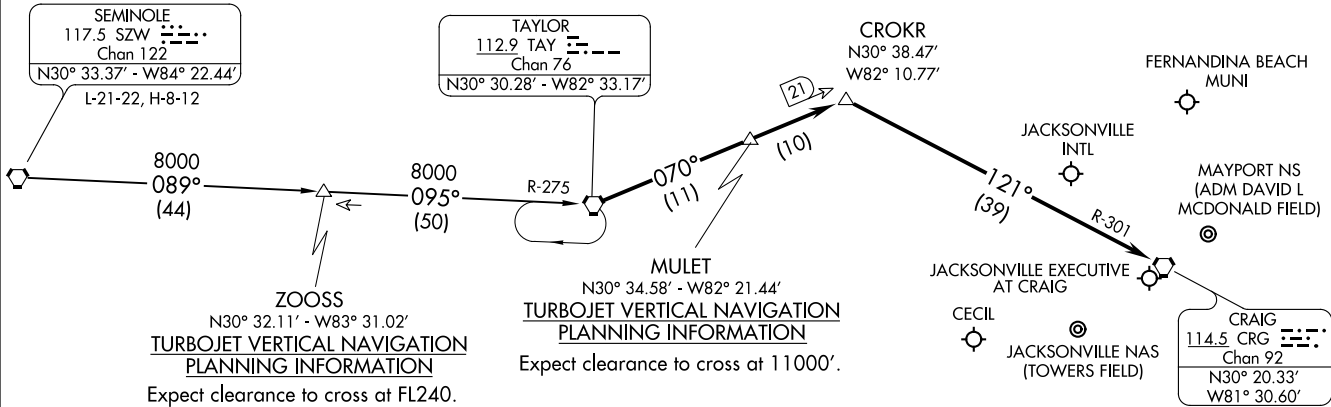 SEMINOLE
117.5 SZW
Chan 122
N30° 33.37′ - W84° 22.44′
L-21-22, H-8-12
8000
089°
(44)
ZOOSS
N30° 32.11′ - W83° 31.02′
TURBOJET VERTICAL NAVIGATION
PLANNING INFORMATION
Expect clearance to cross at FL240.
8000
095°
(50)
R-275
TAYLOR
112.9 TAY
Chan 76
N30° 30.28′ - W82° 33.17′
070°
(11)
MULET
N30° 34.58′ - W82° 21.44′
TURBOJET VERTICAL NAVIGATION
PLANNING INFORMATION
Expect clearance to cross at 11000′.
(10)
21
CROKR
N30° 38.47′
W82° 10.77′
121°
(39)
R-301
FERNANDINA BEACH
MUNI
JACKSONVILLE
INTL
MAYPORT NS
(ADM DAVID L
MCDONALD FIELD)
JACKSONVILLE EXECUTIVE
AT CRAIG
CECIL
JACKSONVILLE NAS
(TOWERS FIELD)
CRAIG
114.5 CRG
Chan 92
N30° 20.33′
W81° 30.60′